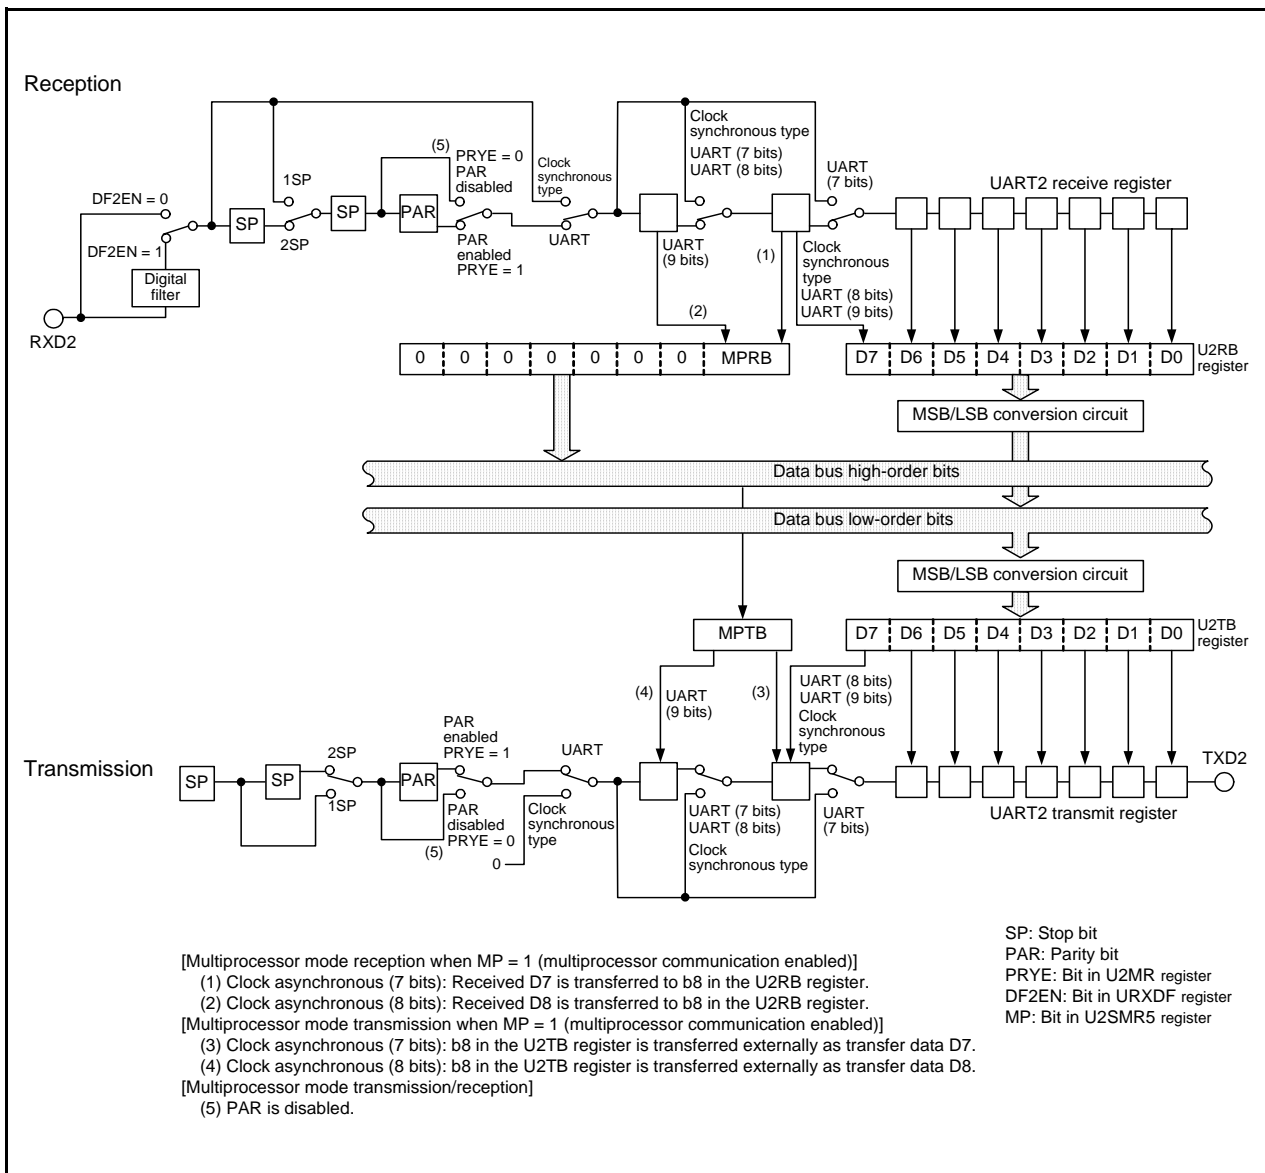 Reception
Clock
synchronous type
UART (7 bits)
UART (8 bits)
(5)
PRYE = 0
PAR
disabled
Clock
synchronous
type
UART
(7 bits)
UART2 receive register
1SP
DF2EN = 0
SP
SP
PAR
2SP
DF2EN = 1
PAR
enabled
PRYE = 1
UART
UART
(9 bits)
(1)
Clock
synchronous
type
UART (8 bits)
UART (9 bits)
Digital
filter
(2)
RXD2
0 0 0 0 0 0 0 MPRB
D7 D6 D5 D4 D3 D2 D1 D0
U2RB
register
MSB/LSB conversion circuit
Data bus high-order bits
Data bus low-order bits
MSB/LSB conversion circuit
MPTB
D7 D6 D5 D4 D3 D2 D1 D0
U2TB
register
(4)
UART
(9 bits)
(3)
UART (8 bits)
UART (9 bits)
Clock
synchronous
type
PAR
enabled
PRYE = 1
2SP
UART
TXD2
Transmission
SP
SP
PAR
1SP
PAR
disabled
PRYE = 0
(5)
Clock
synchronous
type
0
UART (7 bits)
UART (8 bits)
Clock
synchronous type
UART
(7 bits)
UART2 transmit register
SP: Stop bit
PAR: Parity bit
PRYE: Bit in U2MR register
DF2EN: Bit in URXDF register
MP: Bit in U2SMR5 register
[Multiprocessor mode reception when MP = 1 (multiprocessor communication enabled)]
(1) Clock asynchronous (7 bits): Received D7 is transferred to b8 in the U2RB register.
(2) Clock asynchronous (8 bits): Received D8 is transferred to b8 in the U2RB register.
[Multiprocessor mode transmission when MP = 1 (multiprocessor communication enabled)]
(3) Clock asynchronous (7 bits): b8 in the U2TB register is transferred externally as transfer data D7.
(4) Clock asynchronous (8 bits): b8 in the U2TB register is transferred externally as transfer data D8.
[Multiprocessor mode transmission/reception]
(5) PAR is disabled.